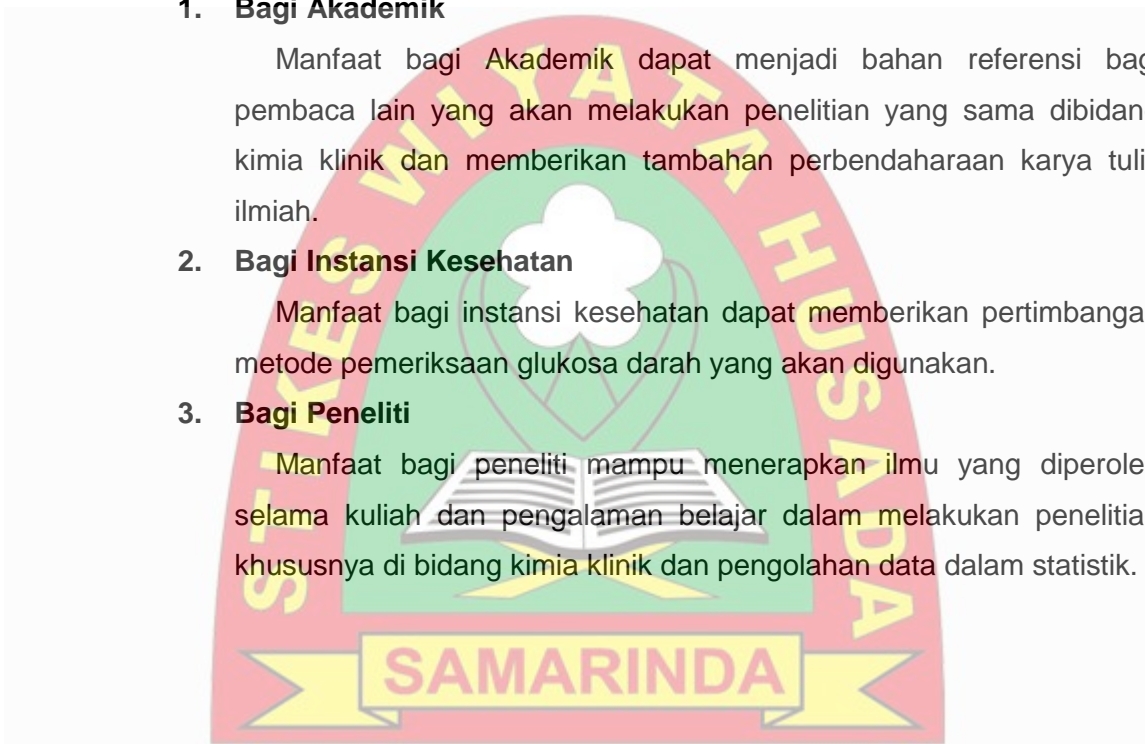 1. Bagi Akademik
Manfaat bagi Akademik dapat menjadi bahan referensi bag
pembaca lain yang akan melakukan penelitian yang sama dibidan
kimia klinik dan memberikan tambahan perbendaharaan karya tuli
ilmiah.
2. Bagi Instansi Kesehatan
Manfaat bagi instansi kesehatan dapat memberikan pertimbanga
metode pemeriksaan glukosa darah yang akan digunakan.
3. Bagi Peneliti
Manfaat bagi peneliti mampu menerapkan ilmu yang diperole
selama kuliah dan pengalaman belajar dalam melakukan penelitia
khususnya di bidang kimia klinik dan pengolahan data dalam statistik.
STIKES WIYATA HUSADA
SAMARINDA